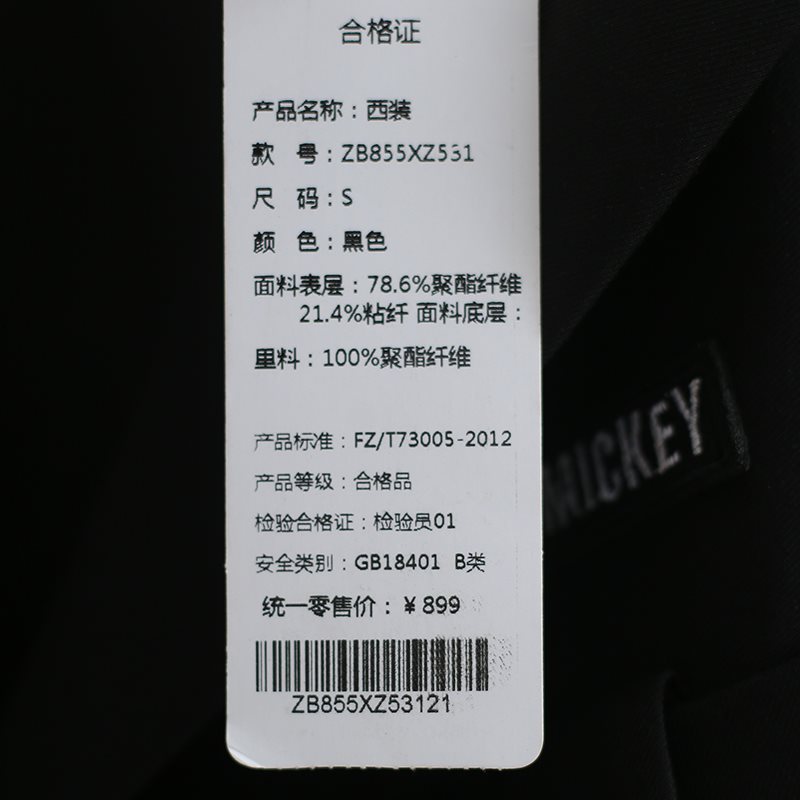 合格证
产品名称：西装
款 号：ZB855XZ531
尺 码：S
颜 色：黑色
面料表层：78.6%聚酯纤维
21.4%粘纤 面料底层：
里料：100%聚酯纤维
产品标准：FZ/T73005-2012
产品等级：合格品
检验合格证：检验员01
安全类别：GB18401 B类
统一零售价：￥899
ZB855XZ53121
MICKEY